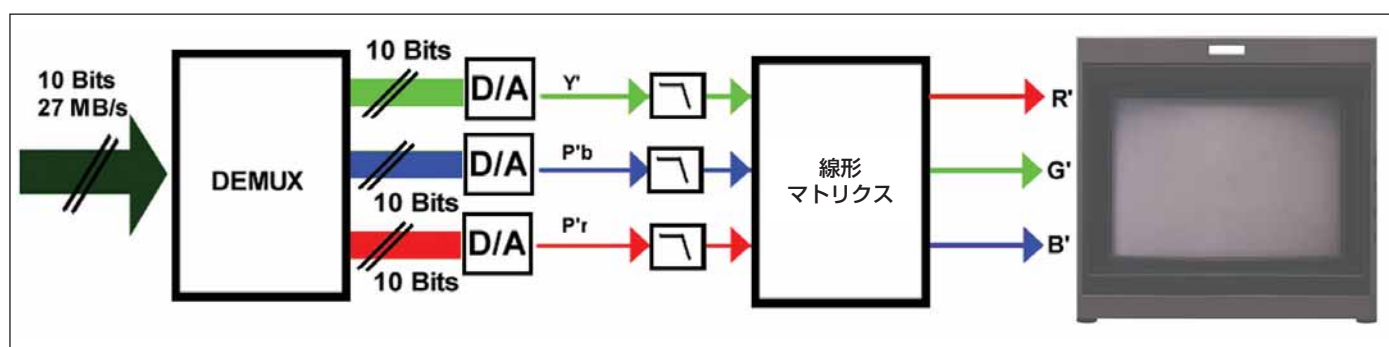 10 Bits
27 MB/s
DEMUX
10 Bits
10 Bits
10 Bits
D/A
D/A
D/A
Y'
P'b
P'r
線形
マトリクス
R'
G'
B'